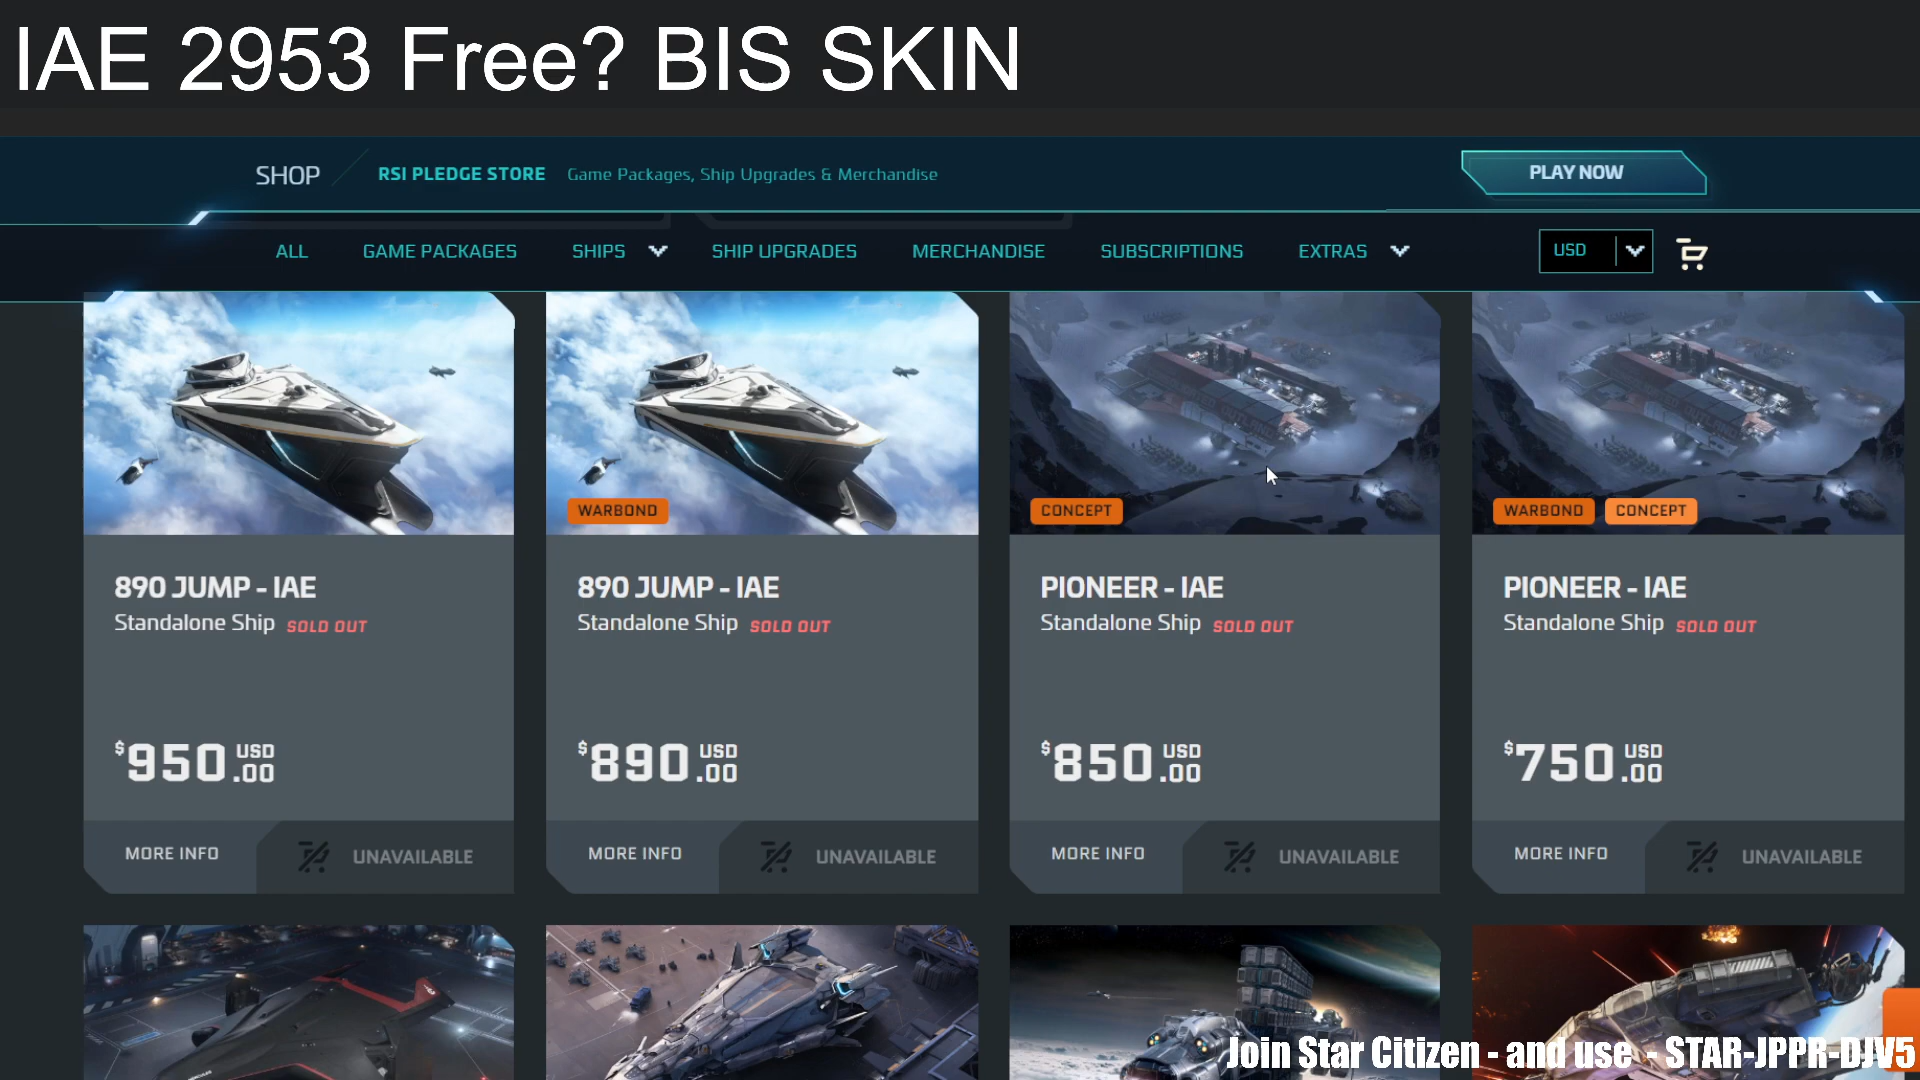 IAE 2953 Free? BIS SKIN
SHOP RSI PLEDGE STORE Game Packages, Ship Upgrades & Merchandise PLAY NOW
ALL GAME PACKAGES SHIPS SHIP UPGRADES MERCHANDISE SUBSCRIPTIONS EXTRAS USD
WARBOND CONCEPT WARBOND CONCEPT
890 JUMP - IAE 890 JUMP - IAE PIONEER - IAE PIONEER - IAE
Standalone Ship SOLD OUT Standalone Ship SOLD OUT Standalone Ship SOLD OUT Standalone Ship SOLD OUT
$950.00 USD $890.00 USD $850.00 USD $750.00 USD
MORE INFO UNAVAILABLE MORE INFO UNAVAILABLE MORE INFO UNAVAILABLE MORE INFO UNAVAILABLE
Join Star Citizen - and use - STAR-JPPR-DJV5